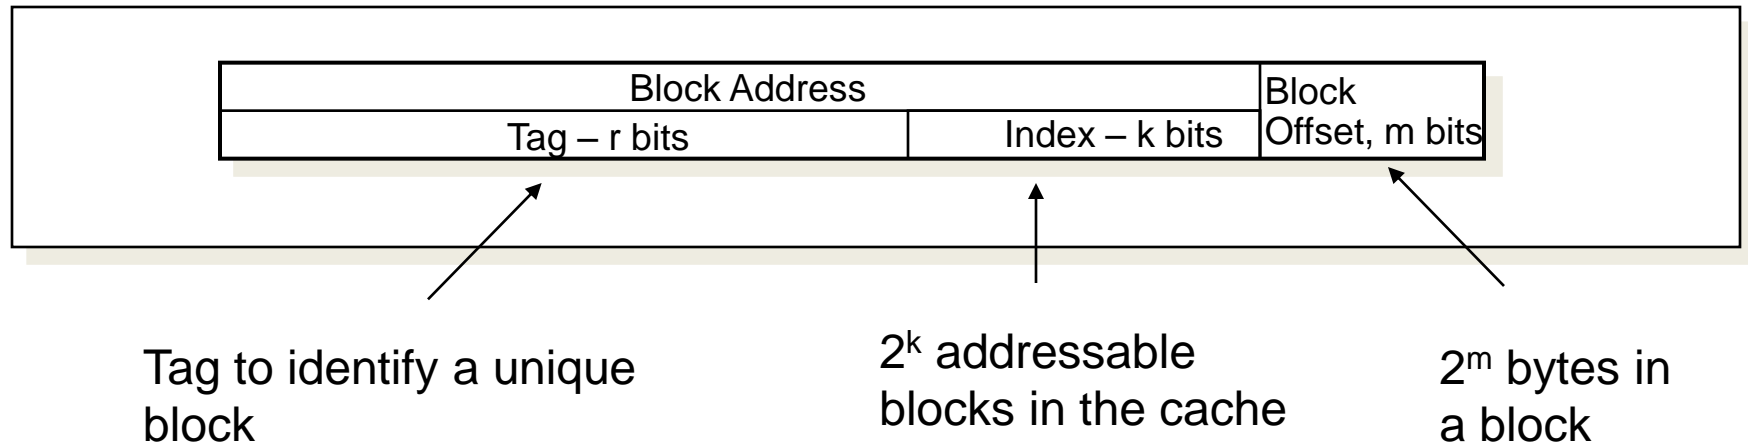 Block Address
Block
Offset, m bits
Tag – r bits
Index – k bits
Tag to identify a unique
block
2ᵏ addressable
blocks in the cache
2ᵐ bytes in
a block